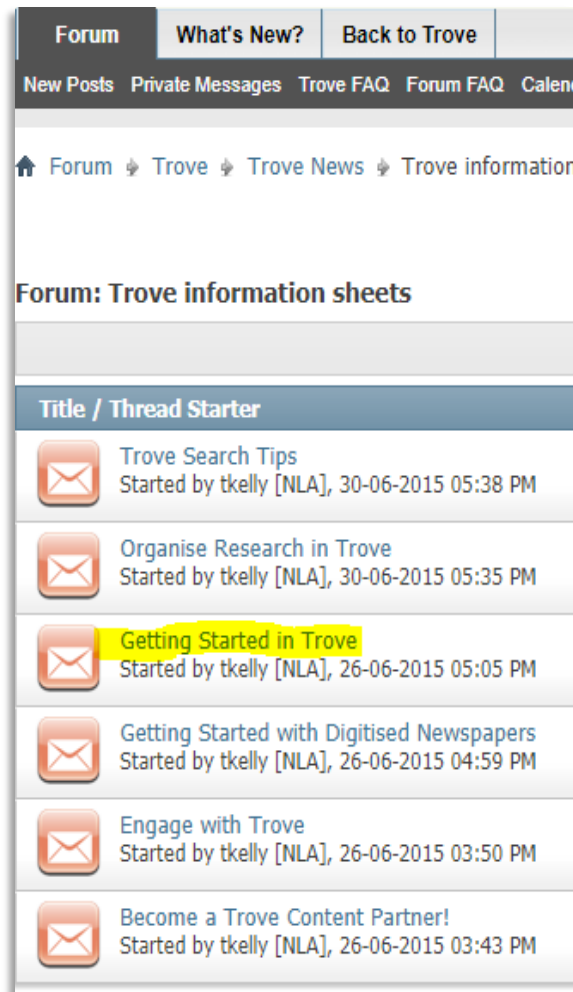 Forum What's New? Back to Trove
New Posts Private Messages Trove FAQ Forum FAQ
Forum Trove Trove News Trove information
Forum: Trove information sheets
Title / Thread Starter
Trove Search Tips
Started by tkelly [NLA], 30-06-2015 05:38 PM
Organise Research in Trove
Started by tkelly [NLA], 30-06-2015 05:35 PM
Getting Started in Trove
Started by tkelly [NLA], 26-06-2015 05:05 PM
Getting Started with Digitised Newspapers
Started by tkelly [NLA], 26-06-2015 04:59 PM
Engage with Trove
Started by tkelly [NLA], 26-06-2015 03:50 PM
Become a Trove Content Partner!
Started by tkelly [NLA], 26-06-2015 03:43 PM